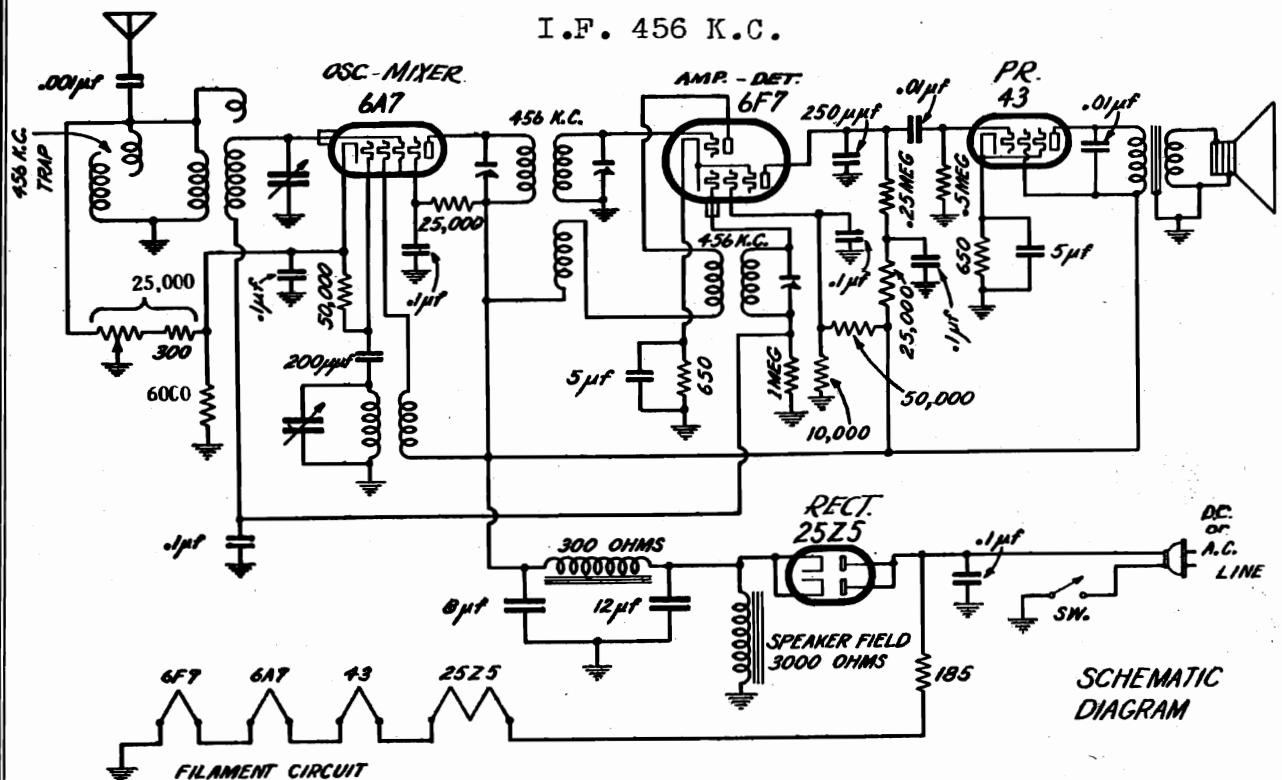 I.F. 456 K.C.
.001µf
OSC-MIXER
6A7
456 K.C.
TRAP
25,000
300
6000
.1µf
50,000
200µµf
.1µf
25,000
.1µf
456 K.C.
AMP.-DET.
6F7
456 K.C.
5µf
650
1MEG
10,000
50,000
.1µf
250µµf
.25MEG
25,000
.1µf
.01µf
.5MEG
PR.
43
650
5µf
.01µf
300 OHMS
8µf
12µf
RECT.
25Z5
SPEAKER FIELD
3000 OHMS
.1µf
185
D.C.
or
A.C.
LINE
SW.
6F7
6A7
43
25Z5
FILAMENT CIRCUIT
SCHEMATIC
DIAGRAM